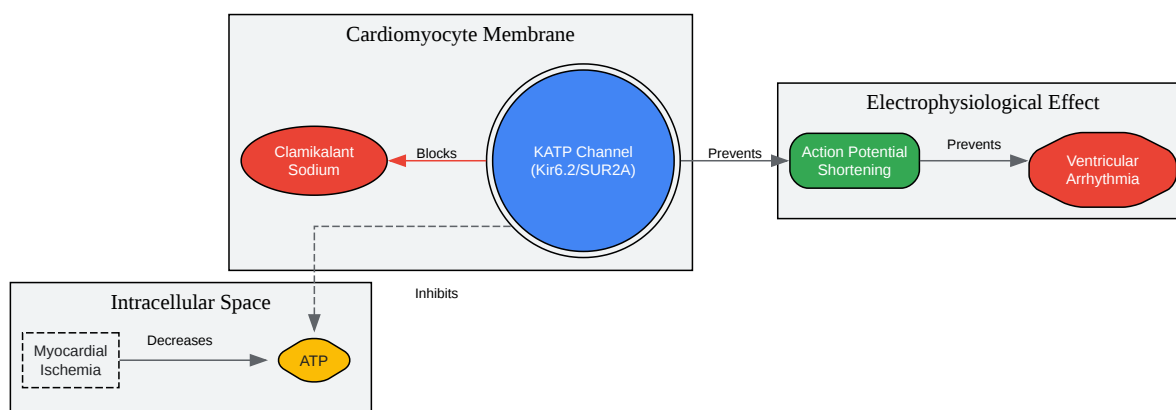 Cardiomyocyte Membrane
Clamikalant
Sodium
Blocks
KATP Channel
(Kir6.2/SUR2A)
Prevents
Electrophysiological Effect
Action Potential
Shortening
Prevents
Ventricular
Arrhythmia
Inhibits
Intracellular Space
Myocardial
Ischemia
Decreases
ATP